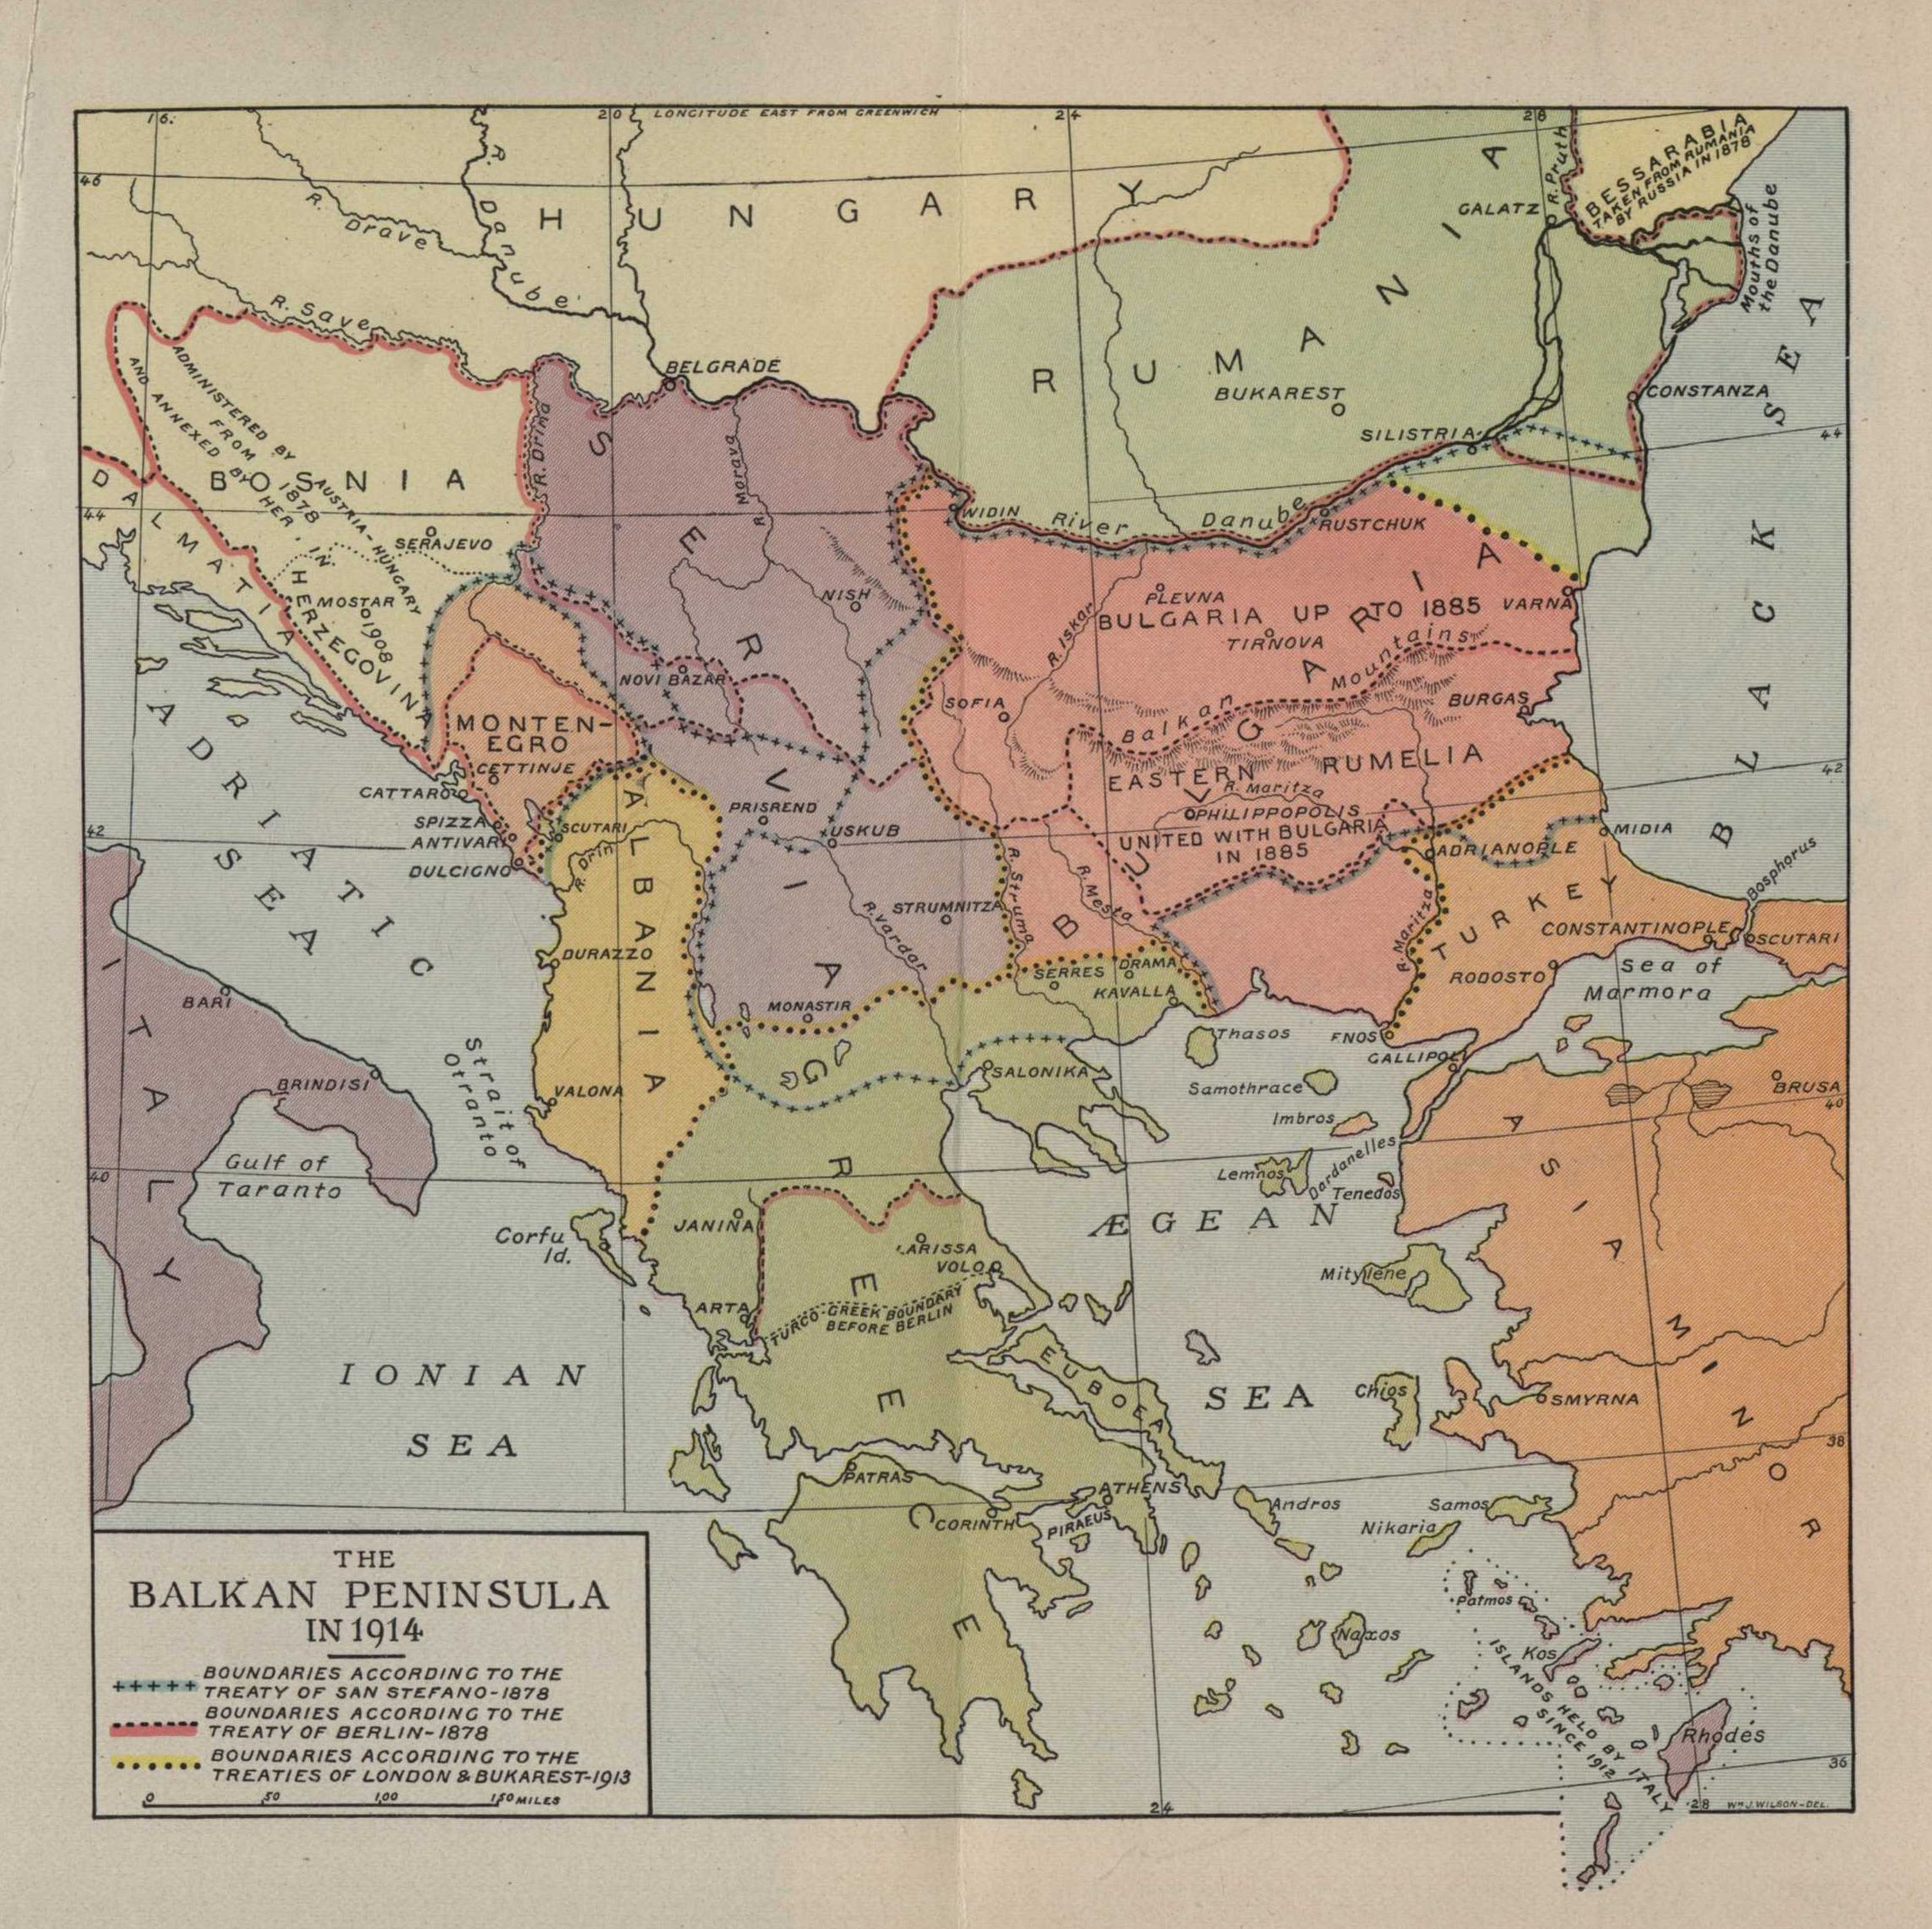 LONGITUDE EAST FROM GREENWICH
16
20
24
28
46
44
42
40
HUNGARY
R. Drave
R. Danube
R. Save
BELGRADE
RUMANIA
BUKAREST
GALATZ
R. Pruth
BESSARABIA
TAKEN FROM RUMANIA
BY RUSSIA IN 1878
Mouths of
the Danube
CONSTANZA
SILISTRIA
44
42
40
38
36
BLACK SEA
ADMINISTERED BY AUSTRIA-HUNGARY
FROM 1878
AND ANNEXED BY HER IN 1908
BOSNIA
DALMATIA
SERAJEVO
MOSTAR
HERZEGOVINA
R. Drina
SERVIA
R. Morava
NISH
NOVI BAZAR
PRISREND
USKUB
STRUMNITZA
R. Vardar
MONASTIR
WIDIN
River Danube
RUSTCHUK
BULGARIA
PLEVNA
BULGARIA UP TO 1885
VARNA
TIRNOVA
R. Iskar
SOFIA
Balkan Mountains
BURGAS
EASTERN RUMELIA
R. Maritza
PHILIPPOPOLIS
UNITED WITH BULGARIA
IN 1885
R. Struma
R. Mesta
MONTEN-
EGRO
CETTINJE
CATTARO
SPIZZA
ANTIVARI
DULCIGNO
SCUTARI
R. Drin
ALBANIA
DURAZZO
VALONA
ADRIATIC
SEA
ITALY
BARI
BRINDISI
Strait of
Otranto
Gulf of
Taranto
MIDIA
ADRIANOPLE
TURKEY
R. Maritza
CONSTANTINOPLE
Bosphorus
SCUTARI
RODOSTO
Sea of
Marmora
SERRES
DRAMA
KAVALLA
Thasos
ENOS
GALLIPOLI
SALONIKA
Samothrace
Imbros
BRUSA
Lemnos
Dardanelles
Tenedos
ÆGEAN
SEA
Corfu
Id.
JANINA
LARISSA
VOLO
ARTA
TURCO-GREEK BOUNDARY
BEFORE BERLIN
GREECE
Mitylene
ASIA MINOR
EUBOEA
IONIAN
SEA
Chios
SMYRNA
PATRAS
ATHENS
CORINTH
PIRAEUS
Andros
Samos
Nikaria
Patmos
Naxos
Kos
ISLANDS HELD BY ITALY
SINCE 1912
Rhodes
24
28
WM. J. WILSON-DEL.
THE
BALKAN PENINSULA
IN 1914
BOUNDARIES ACCORDING TO THE
TREATY OF SAN STEFANO-1878
BOUNDARIES ACCORDING TO THE
TREATY OF BERLIN-1878
BOUNDARIES ACCORDING TO THE
TREATIES OF LONDON & BUKAREST-1913
0 50 100 150 MILES